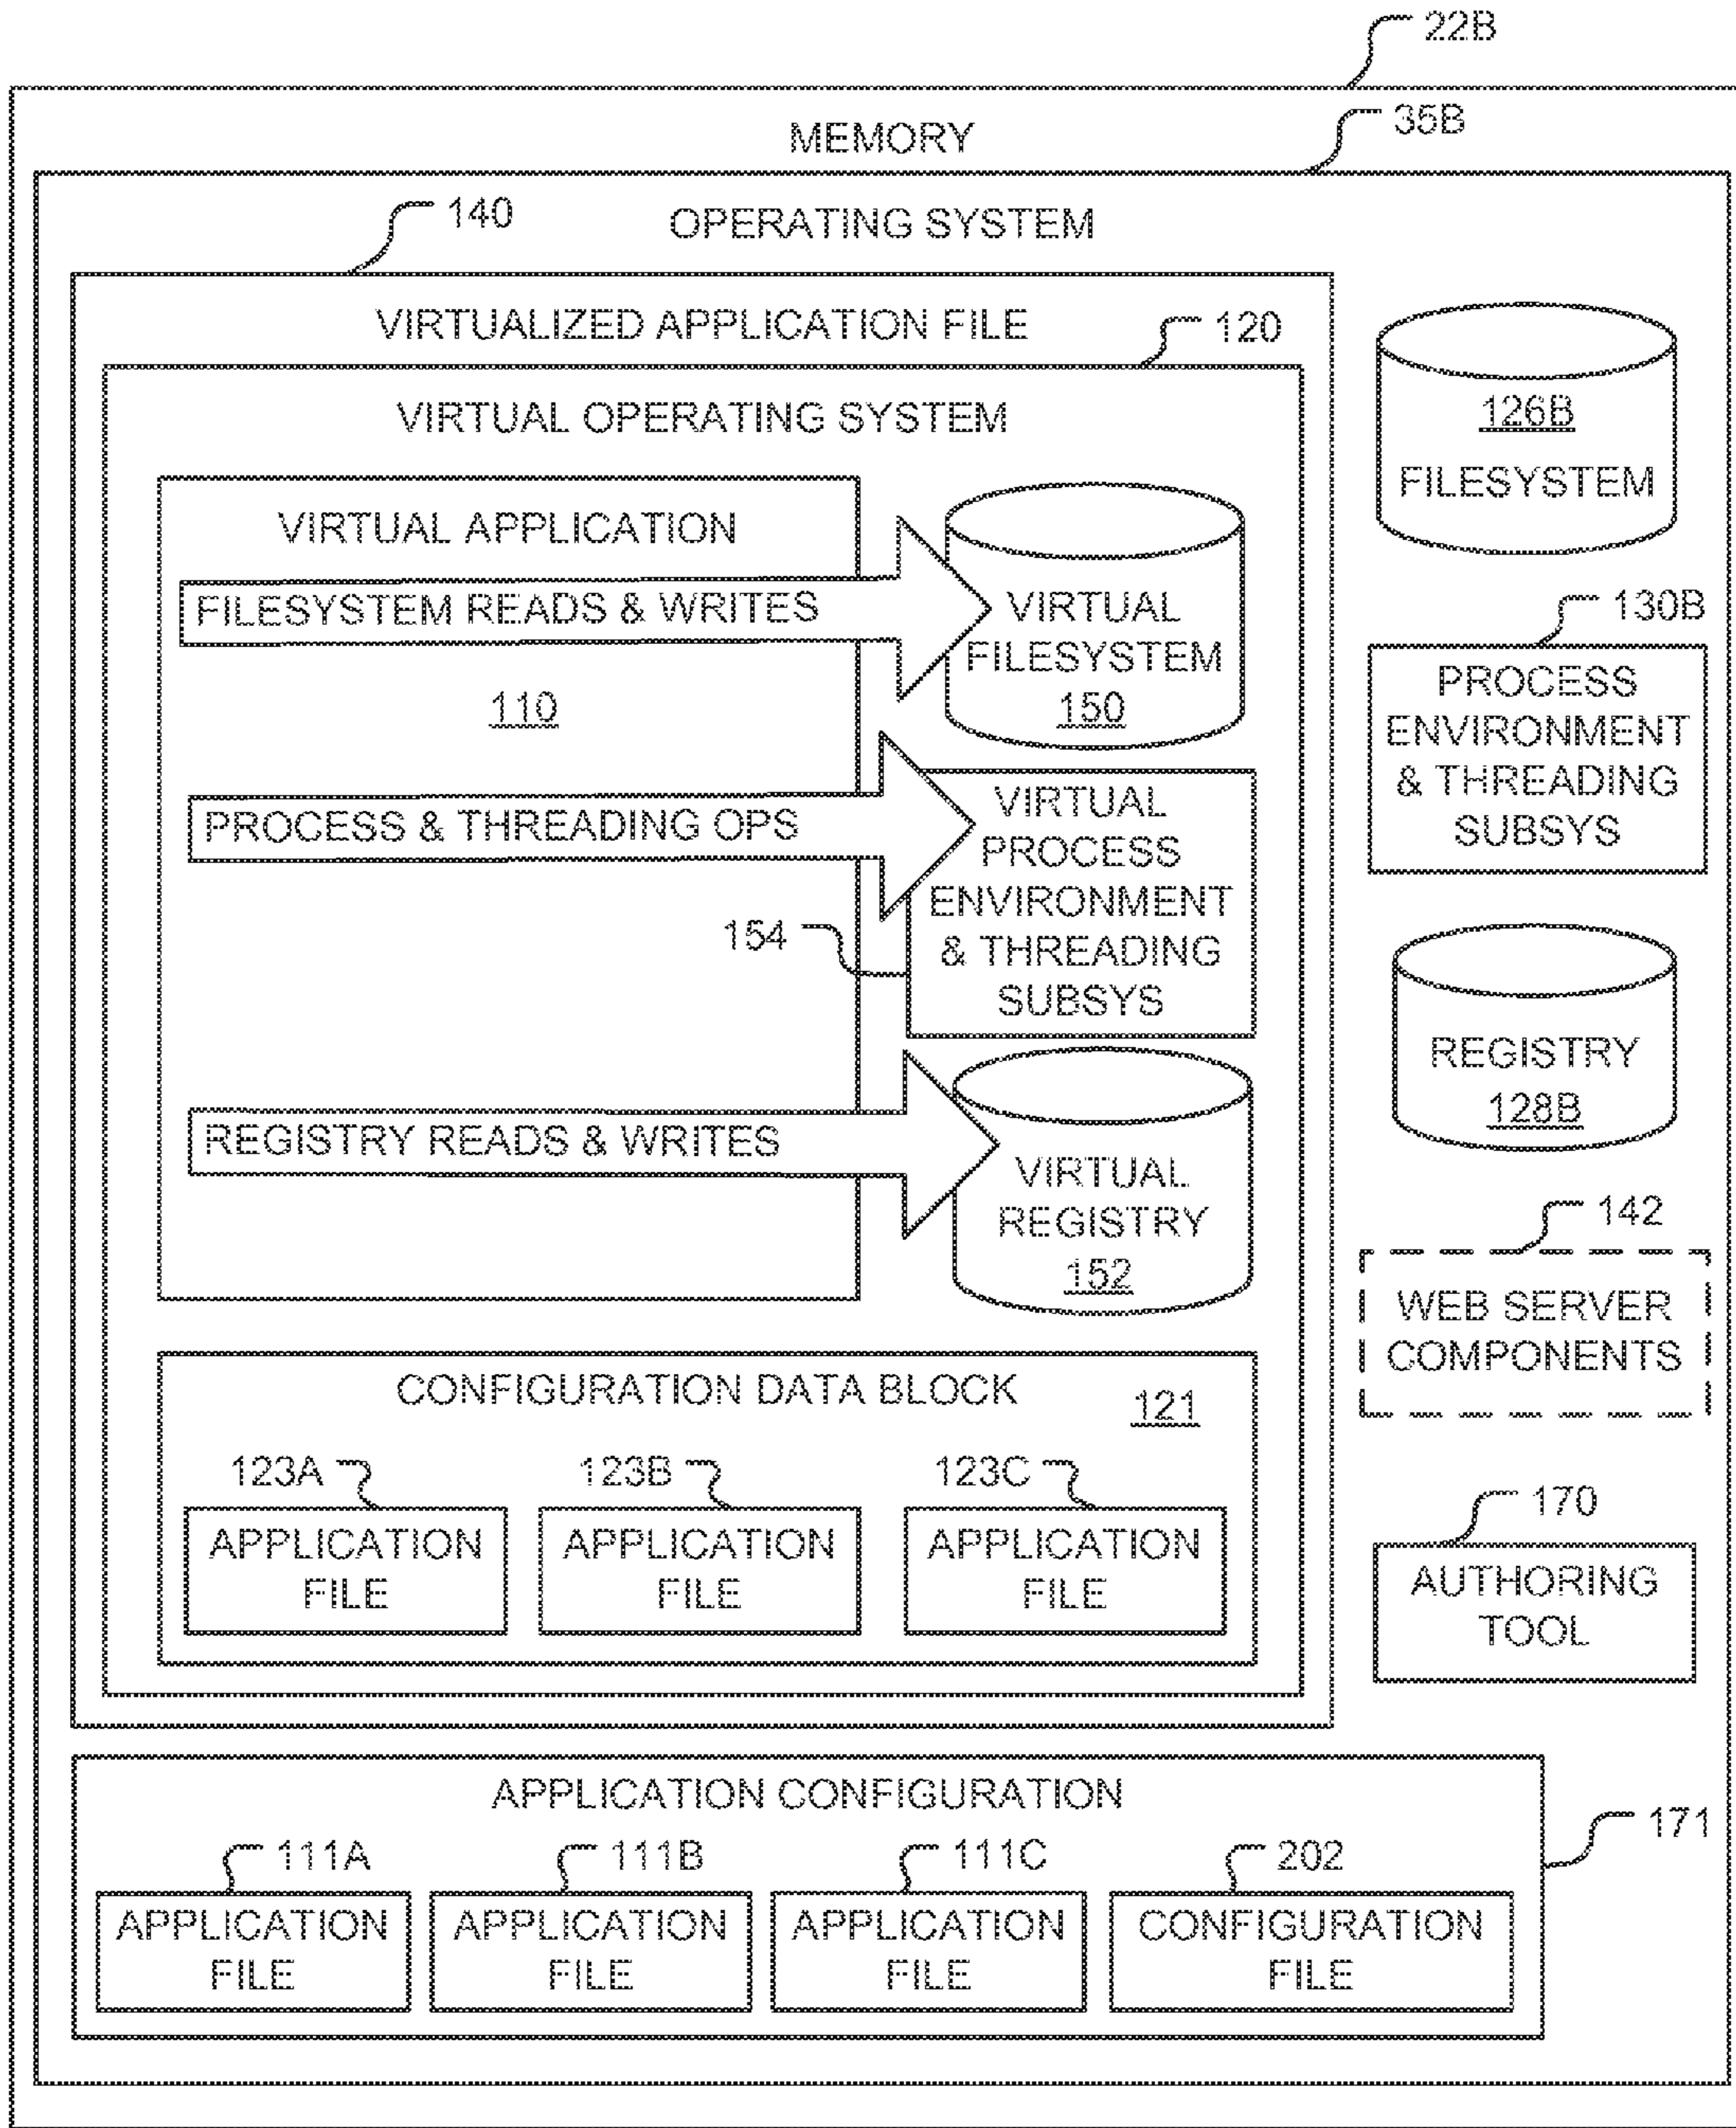 22B
MEMORY
35B
OPERATING SYSTEM
140
VIRTUALIZED APPLICATION FILE
120
VIRTUAL OPERATING SYSTEM
VIRTUAL APPLICATION
FILESYSTEM READS & WRITES
110
PROCESS & THREADING OPS
REGISTRY READS & WRITES
VIRTUAL
FILESYSTEM
150
VIRTUAL
PROCESS
ENVIRONMENT
& THREADING
SUBSYS
154
VIRTUAL
REGISTRY
152
CONFIGURATION DATA BLOCK
121
123A
APPLICATION
FILE
123B
APPLICATION
FILE
123C
APPLICATION
FILE
126B
FILESYSTEM
130B
PROCESS
ENVIRONMENT
& THREADING
SUBSYS
REGISTRY
128B
142
WEB SERVER
COMPONENTS
170
AUTHORING
TOOL
APPLICATION CONFIGURATION
171
111A
APPLICATION
FILE
111B
APPLICATION
FILE
111C
APPLICATION
FILE
202
CONFIGURATION
FILE